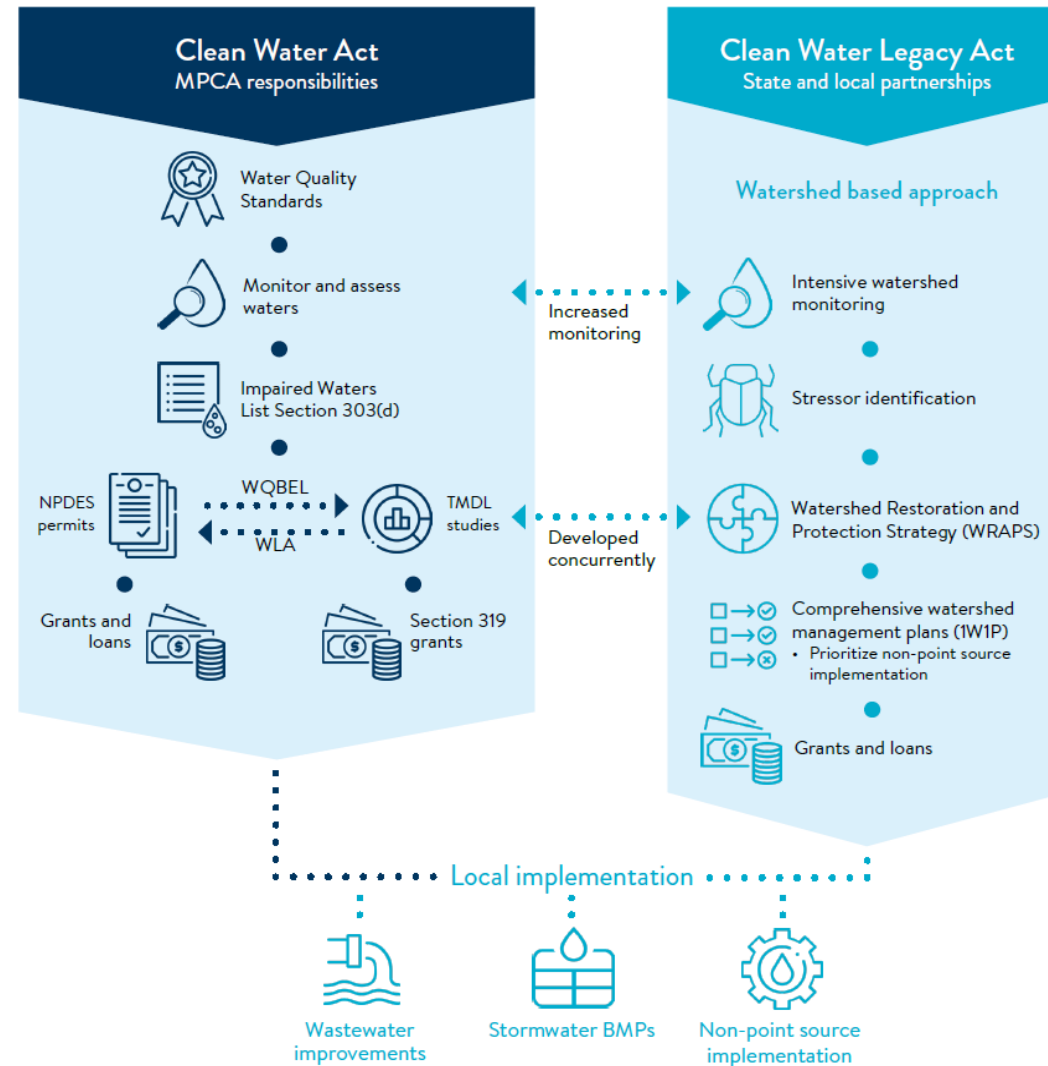 Clean Water Act
MPCA responsibilities
Water Quality
Standards
Monitor and assess
waters
Impaired Waters
List Section 303(d)
NPDES
permits
WQBEL
WLA
TMDL
studies
Grants and
loans
Section 319
grants
Increased
monitoring
Developed
concurrently
Clean Water Legacy Act
State and local partnerships
Watershed based approach
Intensive watershed
monitoring
Stressor identification
Watershed Restoration and
Protection Strategy (WRAPS)
Comprehensive watershed
management plans (1W1P)
• Prioritize non-point source
implementation
Grants and loans
Local implementation
Wastewater
improvements
Stormwater BMPs
Non-point source
implementation